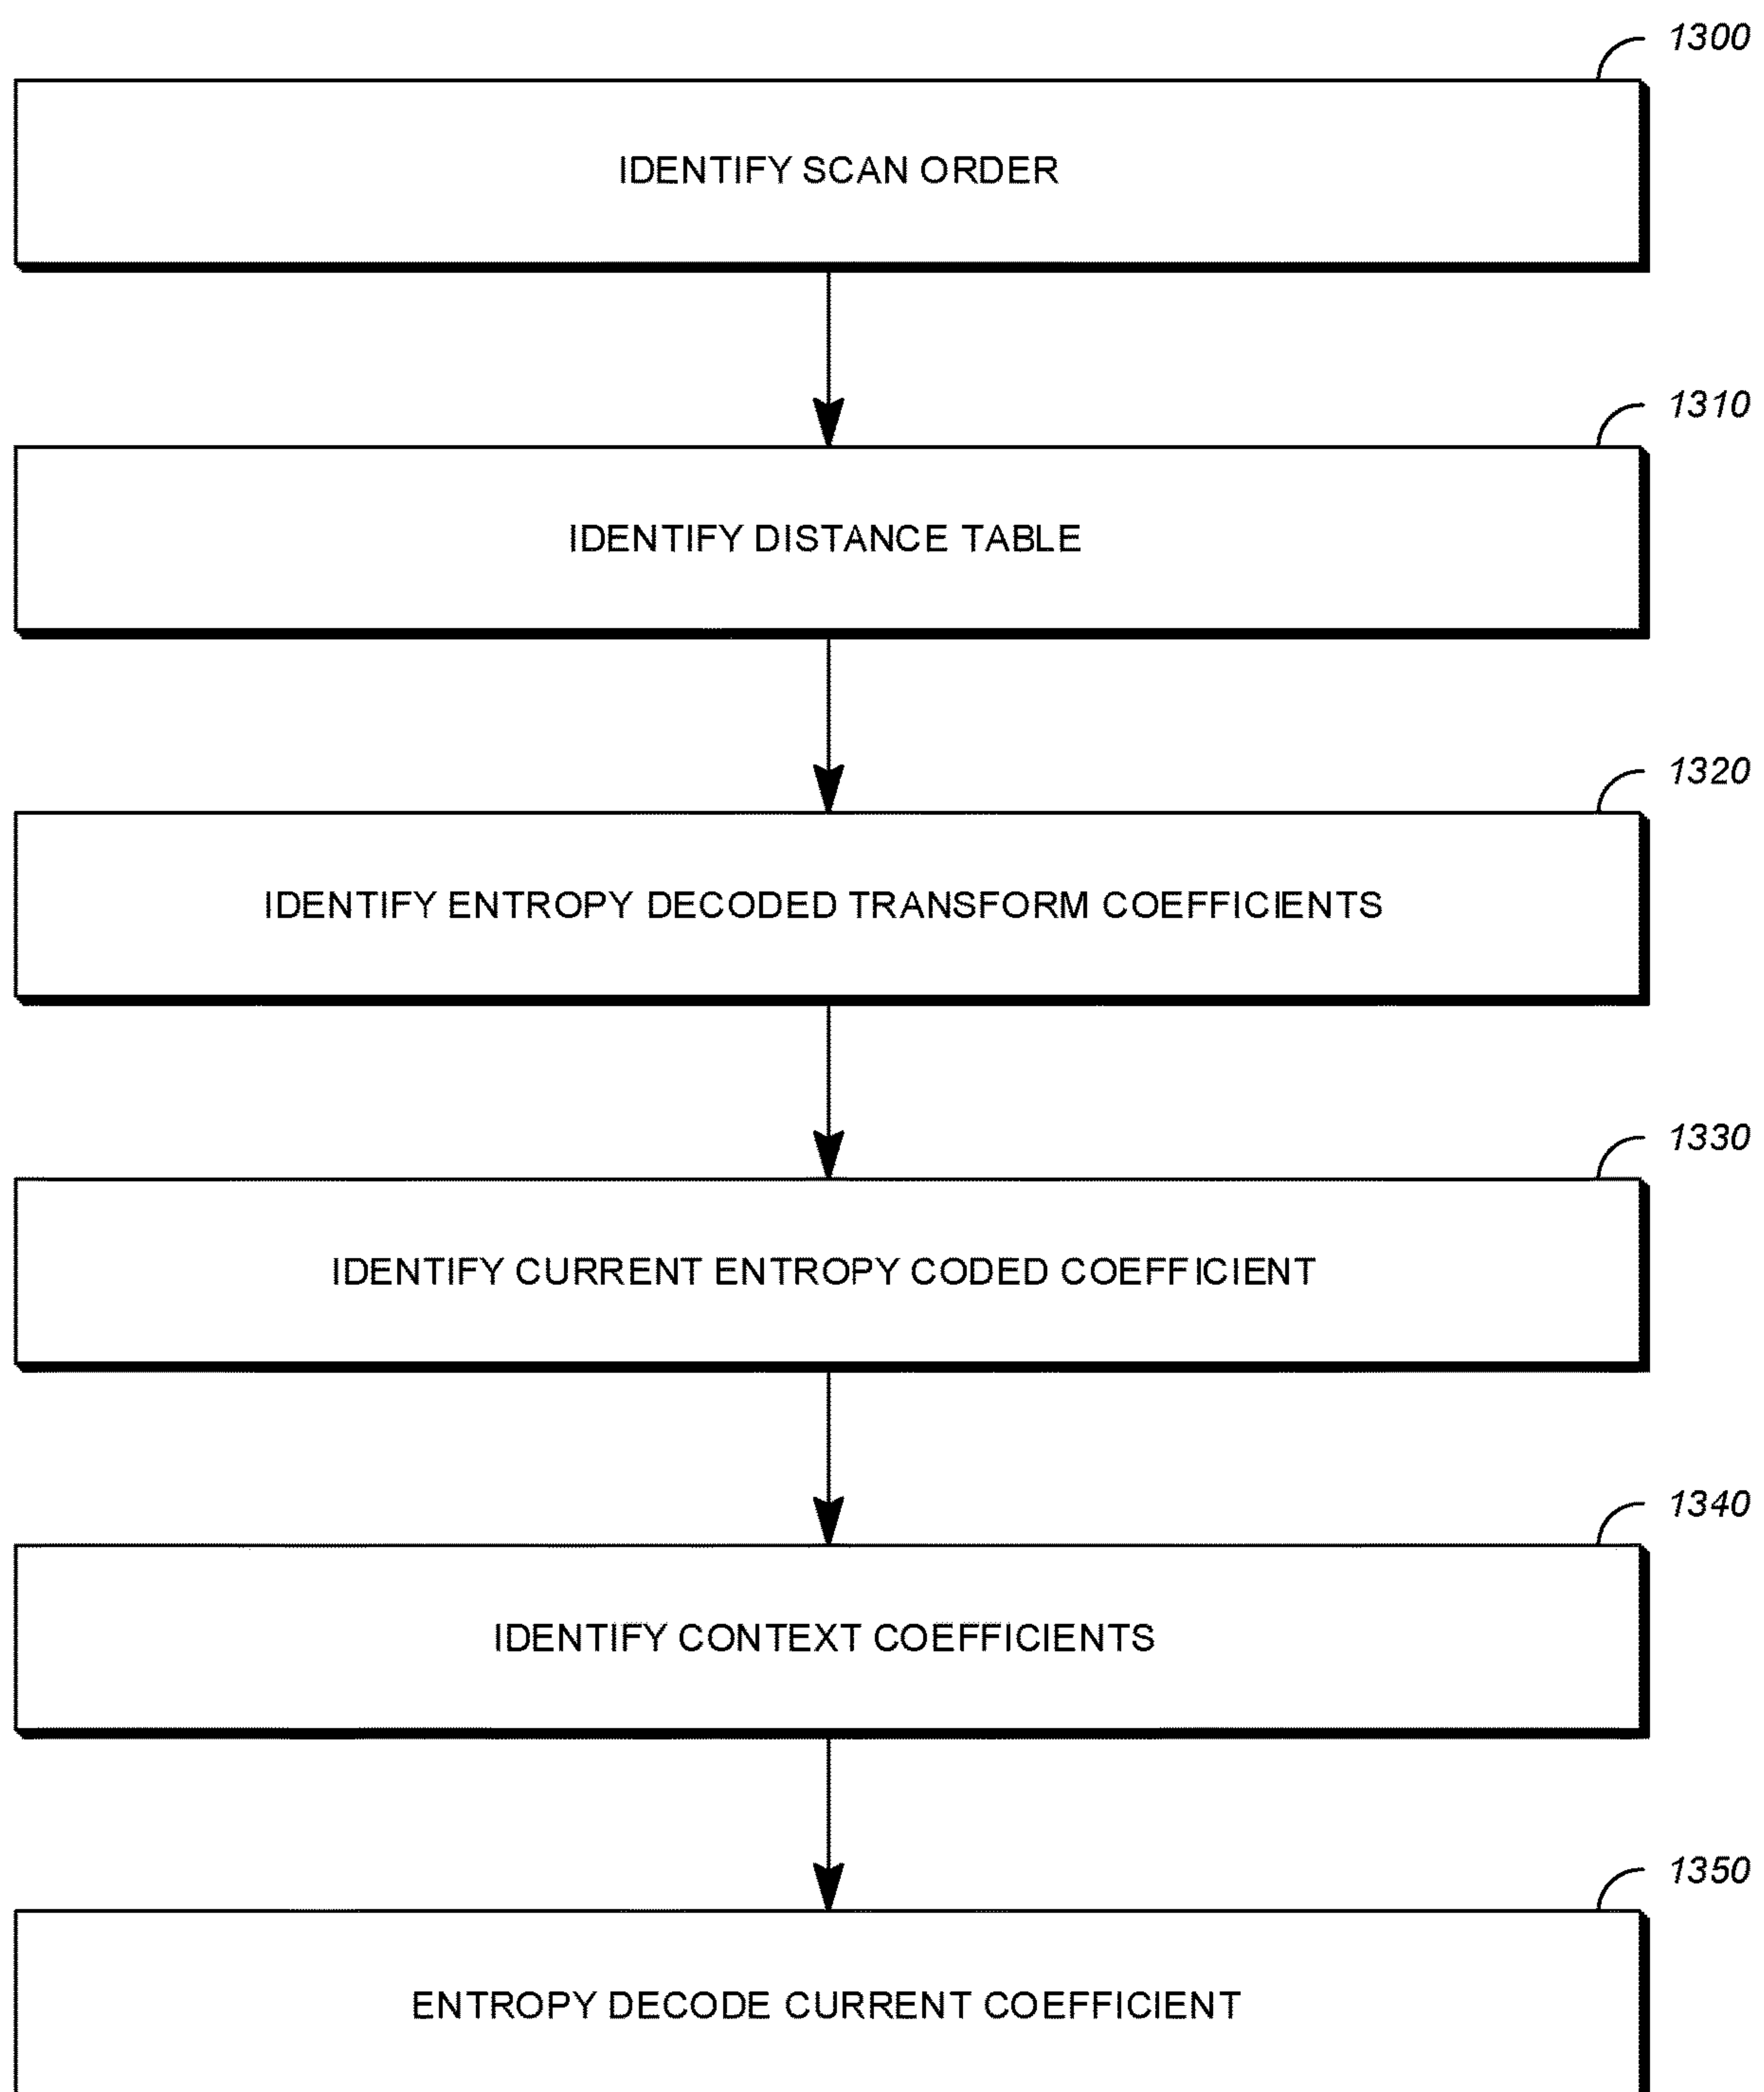 1300
IDENTIFY SCAN ORDER
1310
IDENTIFY DISTANCE TABLE
1320
IDENTIFY ENTROPY DECODED TRANSFORM COEFFICIENTS
1330
IDENTIFY CURRENT ENTROPY CODED COEFFICIENT
1340
IDENTIFY CONTEXT COEFFICIENTS
1350
ENTROPY DECODE CURRENT COEFFICIENT